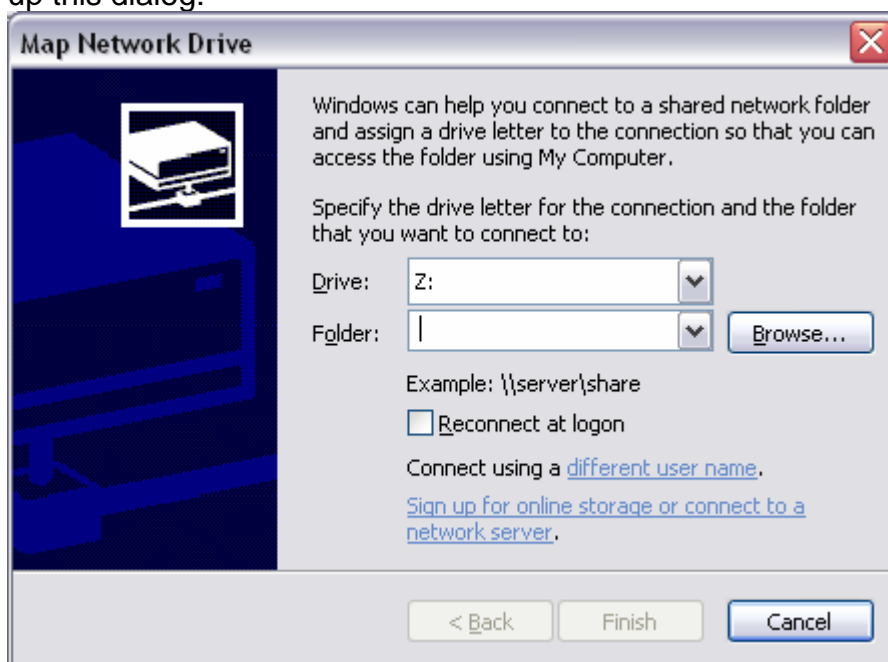 up this dialog.
Map Network Drive
Windows can help you connect to a shared network folder
and assign a drive letter to the connection so that you can
access the folder using My Computer.
Specify the drive letter for the connection and the folder
that you want to connect to:
Drive: Z:
Folder: Browse...
Example: \\server\share
Reconnect at logon
Connect using a different user name.
Sign up for online storage or connect to a
network server.
< Back Finish Cancel